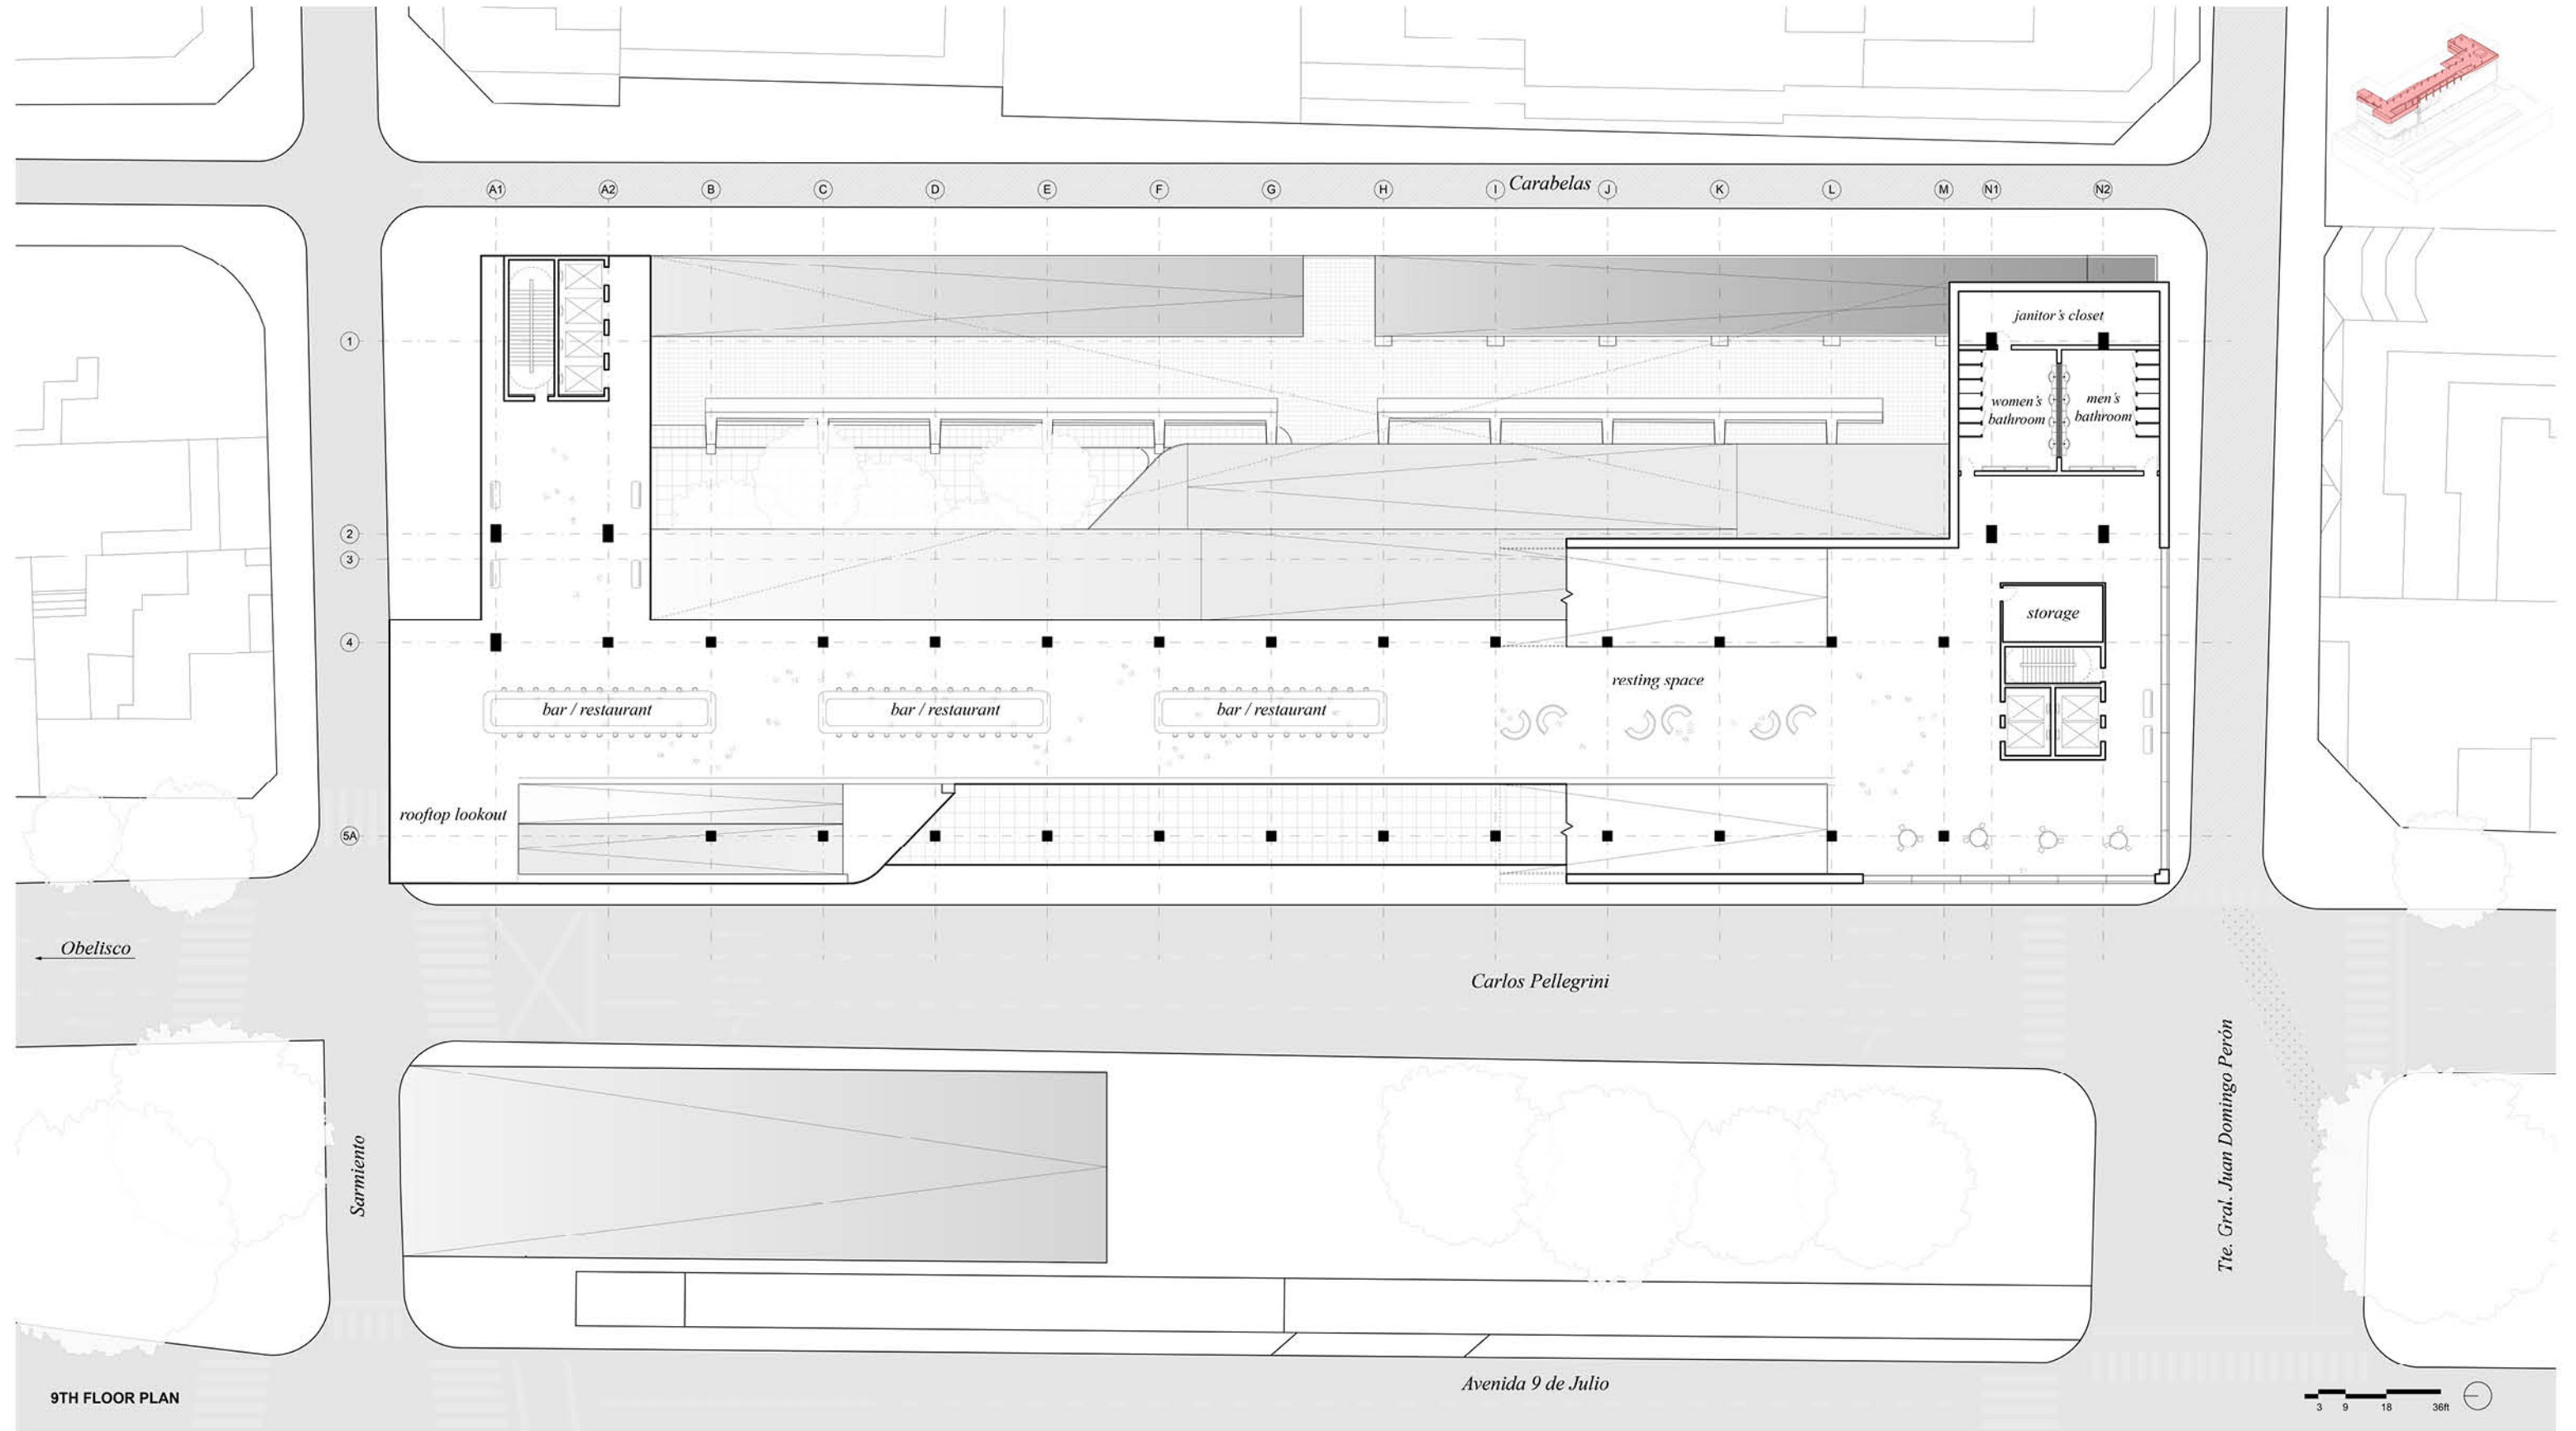 Carabelas
A1 A2 B C D E F G H I J K L M N1 N2
janitor's closet
1
women's
bathroom
men's
bathroom
2
3
storage
4
resting space
bar / restaurant
bar / restaurant
bar / restaurant
rooftop lookout
5A
Obelisco
Carlos Pellegrini
Sarmiento
Tte. Gral. Juan Domingo Perón
Avenida 9 de Julio
9TH FLOOR PLAN
3 9 18 36ft